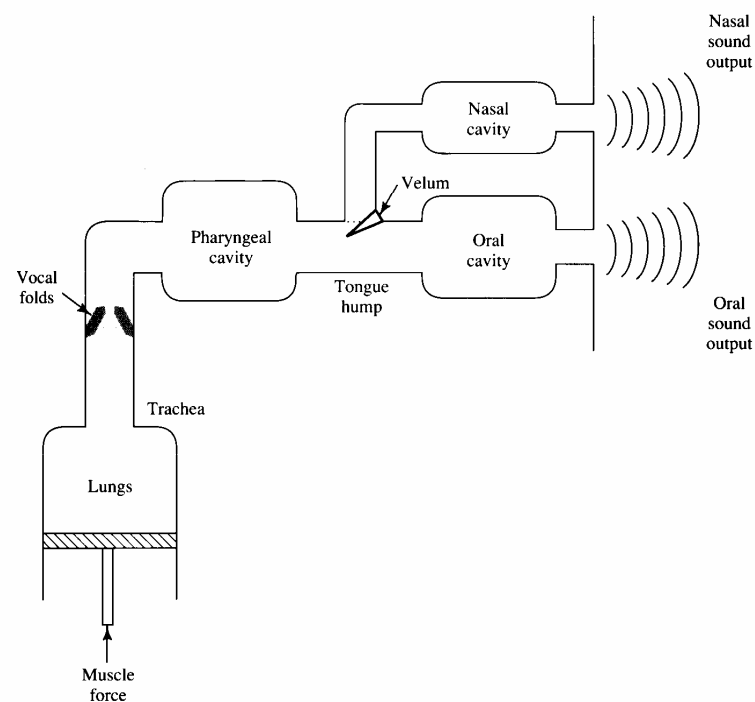 Nasal
sound
output
Nasal
cavity
Velum
Pharyngeal
cavity
Oral
cavity
Vocal
folds
Tongue
hump
Oral
sound
output
Trachea
Lungs
Muscle
force